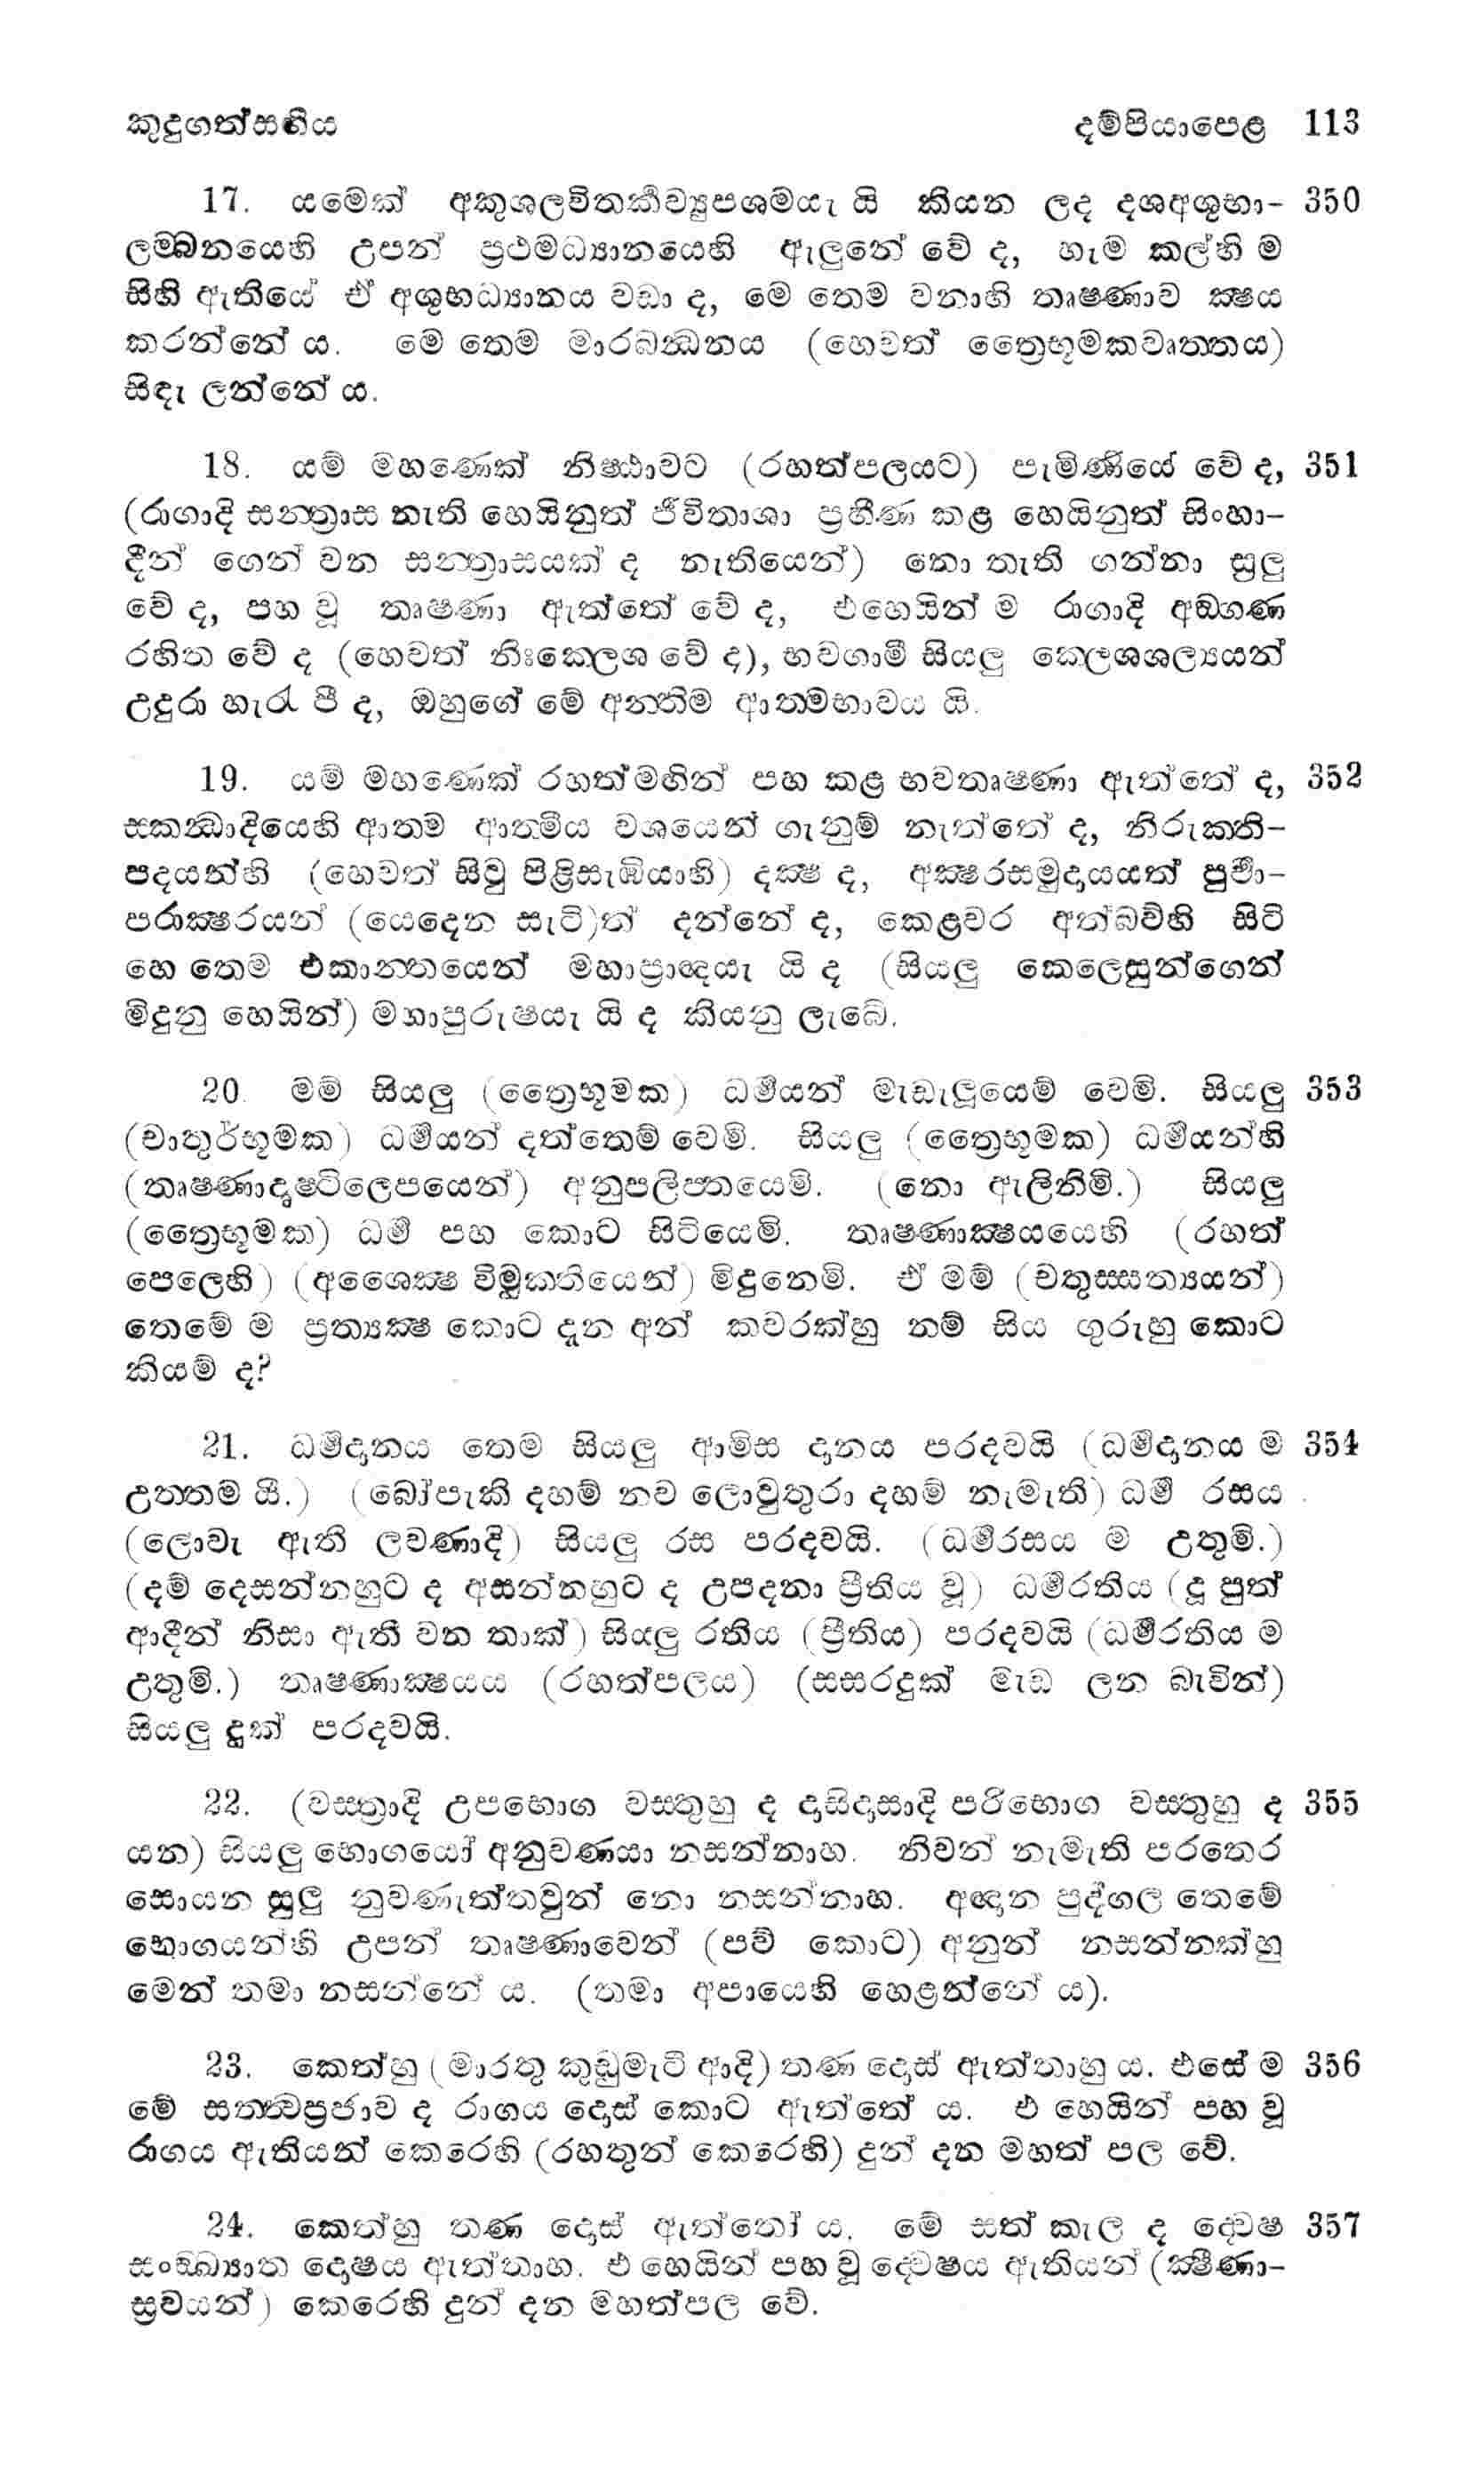 කුදුගත්සඟිය දම්පියාපෙළ 113
17. යමෙක් අකුශලවිතර්‍කව්‍යුපශමයැ යි කියන ලද දශඅශුභා- 350
ලම්බනයෙහි උපන් ප්‍රථමධ්‍යානයෙහි ඇලුනේ වේ ද, හැම කල්හි ම
සිහි ඇතියේ ඒ අශුභධ්‍යානය වඩා ද, මෙ තෙම වනාහි තෘෂ්ණාව ක්‍ෂය
කරන්නේ ය. මෙ තෙම මාරබන්‍ධනය (හෙවත් ත්‍රෛභූමකවෘත්තය)
සිඳැ ලන්නේ ය.
18. යම් මහණෙක් නිෂ්ඨාවට (රහත්පලයට) පැමිණියේ වේ ද, 351
(රාගාදි සන්ත්‍රාස නැති හෙයිනුත් ජීවිතාශා ප්‍රහීණ කළ හෙයිනුත් සිංහා-
දීන් ගෙන් වන සන්ත්‍රාසයක් ද නැතියෙන්) නො තැති ගන්නා සුලු
වේ ද, පහ වූ තෘෂ්ණා ඇත්තේ වේ ද, එහෙයින් ම රාගාදි අඞ්ගණ
රහිත වේ ද (හෙවත් නිඃක්ලෙශ වේ ද), භවගාමී සියලු ක්ලෙශශල්‍යයන්
උදුරා හැරැ පී ද, ඔහුගේ මේ අන්තිම ආත්මභාවය යි.
19. යම් මහණෙක් රහත්මඟින් පහ කළ භවතෘෂ්ණා ඇත්තේ ද, 352
ස්කන්‍ධාදියෙහි ආත්ම ආත්මීය වශයෙන් ගැනුම් නැත්තේ ද, නිරුක්ති-
පදයන්හි (හෙවත් සිවු පිළිසැඹියාහි) දක්‍ෂ ද, අක්‍ෂරසමුදායයත් පූර්‍වා-
පරාක්‍ෂරයන් (යෙදෙන සැටි)ත් දන්නේ ද, කෙළවර අත්බව්හි සිටි
හෙ තෙම එකාන්තයෙන් මහාප්‍රාඥයැ යි ද (සියලු කෙලෙසුන්ගෙන්
මිදුනු හෙයින්) මහාපුරුෂයැ යි ද කියනු ලැබේ.
20. මම් සියලු (ත්‍රෛභූමක) ධර්‍මයන් මැඩැලූයෙම් වෙමි. සියලු 353
(චාතුර්භූමක) ධර්‍මයන් දත්තෙම් වෙමි. සියලු (ත්‍රෛභූමක) ධර්‍මයන්හි
(තෘෂ්ණාදෘෂ්ටිලෙපයෙන්) අනුපලිප්තයෙමි. (නො ඇලිනිමි.) සියලු
(ත්‍රෛභූමක) ධර්‍ම පහ කොට සිටියෙමි. තෘෂ්ණාක්‍ෂයයෙහි (රහත්
පෙලෙහි) (අශෛක්‍ෂ විමුක්තියෙන්) මිදුනෙමි. ඒ මම් (චතුස්සත්‍යයන්)
තෙමේ ම ප්‍රත්‍යක්‍ෂ කොට දැන අන් කවරක්හු නම් සිය ගුරුහු කොට
කියම් ද?
21. ධර්‍මදානය තෙම සියලු ආමිස දානය පරදවයි (ධර්‍මදානය ම 354
උත්තම යි.) (බෝපැකි දහම් නව ලොවුතුරා දහම් නැමැති) ධර්‍ම රසය
(ලොවැ ඇති ලවණාදි) සියලු රස පරදවයි. (ධර්‍මරසය ම උතුමි.)
(දම් දෙසන්නහුට ද අසන්නහුට ද උපදනා ප්‍රීතිය වූ) ධර්‍මරතිය (දූ පුත්
ආදීන් නිසා ඇතී වන තාක්) සියලු රතිය (ප්‍රීතිය) පරදවයි (ධර්‍මරතිය ම
උතුමි.) තෘෂ්ණාක්‍ෂයය (රහත්පලය) (සසරදුක් මැඩ ලන බැවින්)
සියලු දුක් පරදවයි.
22. (වස්ත්‍රාදි උපභොග වස්තුහු ද දාසිදාසාදි පරිභොග වස්තුහු ද 355
යන) සියලු භොගයෝ අනුවණයා නසන්නාහ. නිවන් නැමැති පරතෙර
සොයන සුලු නුවණැත්තවුන් නො නසන්නාහ. අඥාන පුද්ගල තෙමේ
භොගයන්හි උපන් තෘෂ්ණාවෙන් (පව් කොට) අනුන් නසන්නක්හු
මෙන් තමා නසන්නේ ය. (තමා අපායෙහි හෙළන්නේ ය).
23. කෙත්හු (මාරතු කුඩුමැටි ආදි) තණ දොස් ඇත්තාහු ය. එසේ ම 356
මේ සත්ත්‍වප්‍රජාව ද රාගය දොස් කොට ඇත්තේ ය. එ හෙයින් පහ වූ
රාගය ඇතියන් කෙරෙහි (රහතුන් කෙරෙහි) දුන් දන මහත් පල වේ.
24. කෙත්හු තණ දොස් ඇත්තෝ ය. මේ සත් කැල ද ද්වෙෂ 357
සංඛ්‍යාත දොෂය ඇත්තාහ. එ හෙයින් පහ වූ ද්වෙෂය ඇතියන් (ක්‍ෂීණා-
ස්‍රවයන්) කෙරෙහි දුන් දන මහත්පල වේ.